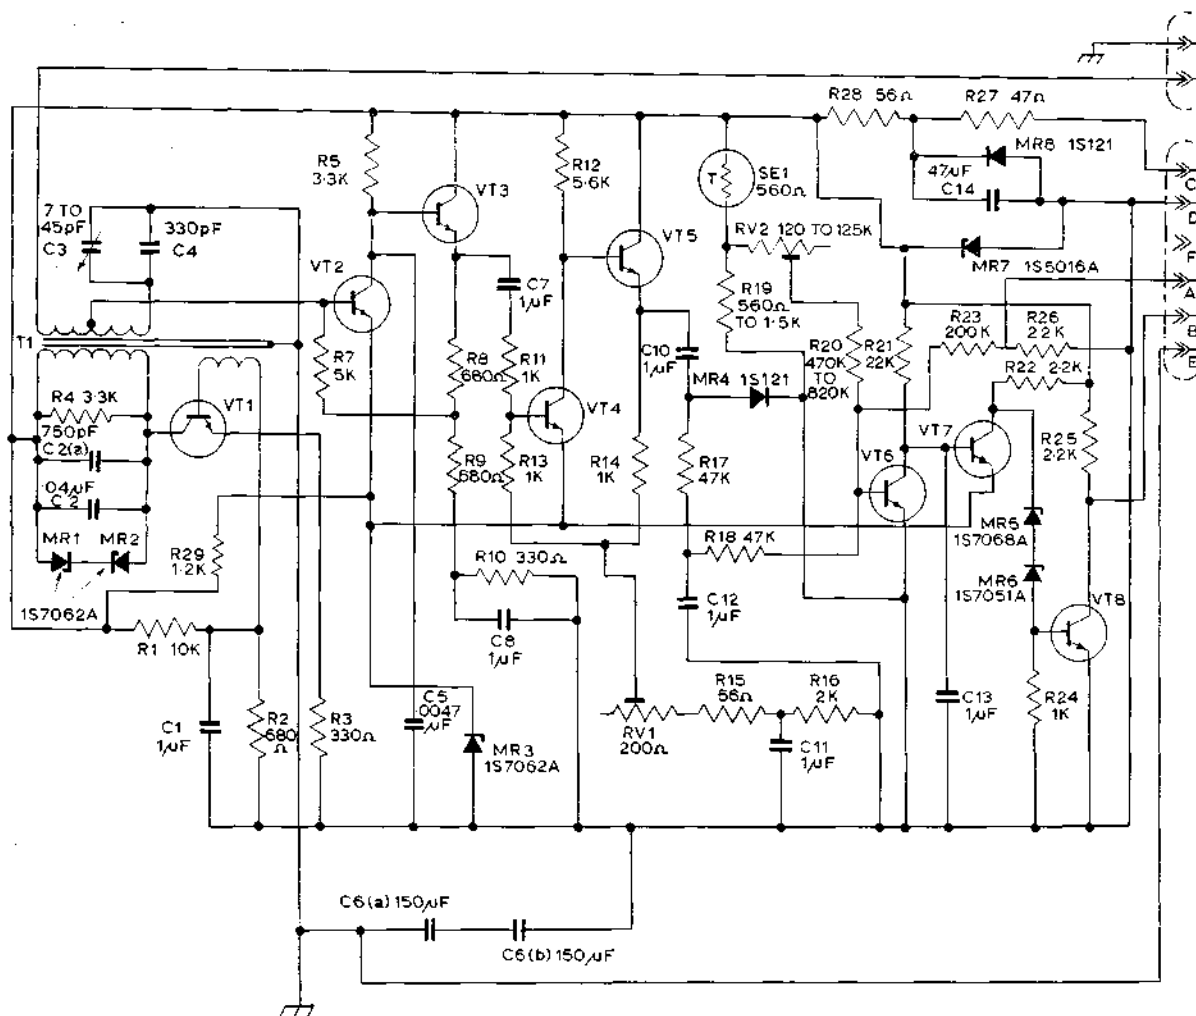 R28 56Ω
R27 47Ω
MR8 1S121
47µF
C14
R5
3·3K
VT3
R12
5·6K
T
SE1
560Ω
C
D
F
A
B
E
7 TO
45pF
C3
330pF
C4
VT2
C7
1µF
VT5
RV2 120 TO 125K
MR7 1S5016A
R19
560Ω
TO 1·5K
T1
R7
5K
R8
680Ω
R11
1K
C10
1µF
R20
470K
TO
820K
R21
22K
R23
200K
R26
22K
R22 2·2K
MR4 1S121
R4 3·3K
VT1
750pF
C2(a)
VT4
VT7
R25
2·2K
R9
680Ω
R13
1K
R14
1K
R17
47K
VT6
·04µF
C2
MR1
MR2
R29
1·2K
R10 330Ω
R18 47K
MR5
1S7068A
MR6
1S7051A
1S7062A
C12
1µF
VT8
R1 10K
C8
1µF
C5
·0047
µF
R15
56Ω
R16
2K
C13
1µF
R24
1K
C1
1µF
R2
680
Ω
R3
330Ω
MR3
1S7062A
RV1
200Ω
C11
1µF
C6(a) 150µF
C6(b) 150µF